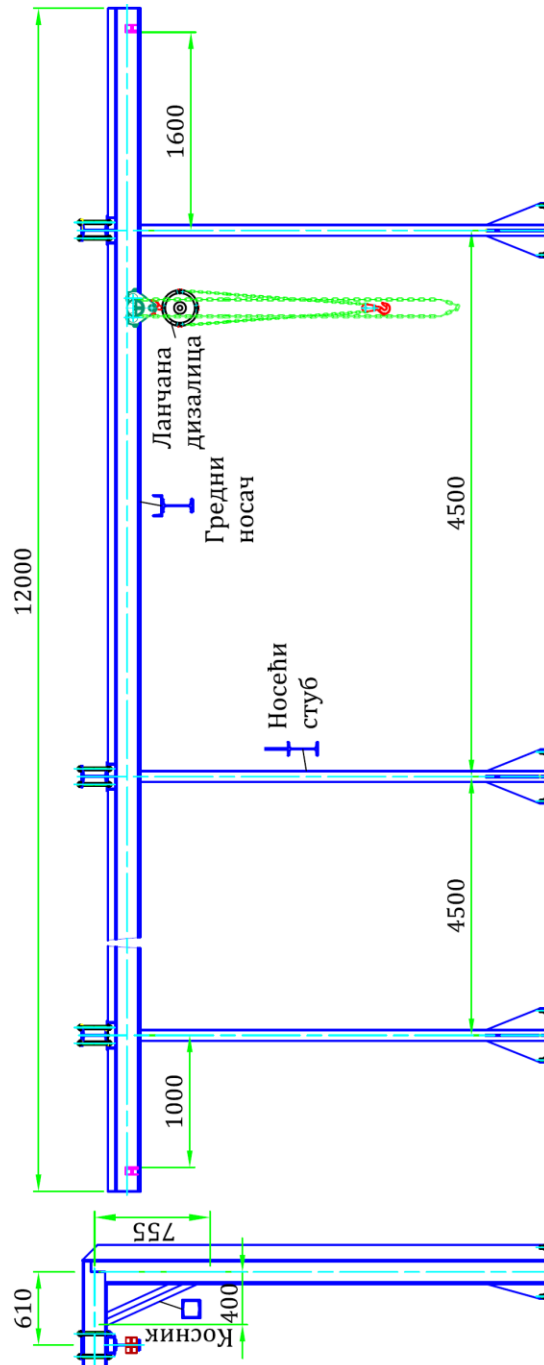 12000
1600
Ланчана
дизалица
Гредни
носач
4500
Носећи
стуб
4500
1000
755
610
400
Косник